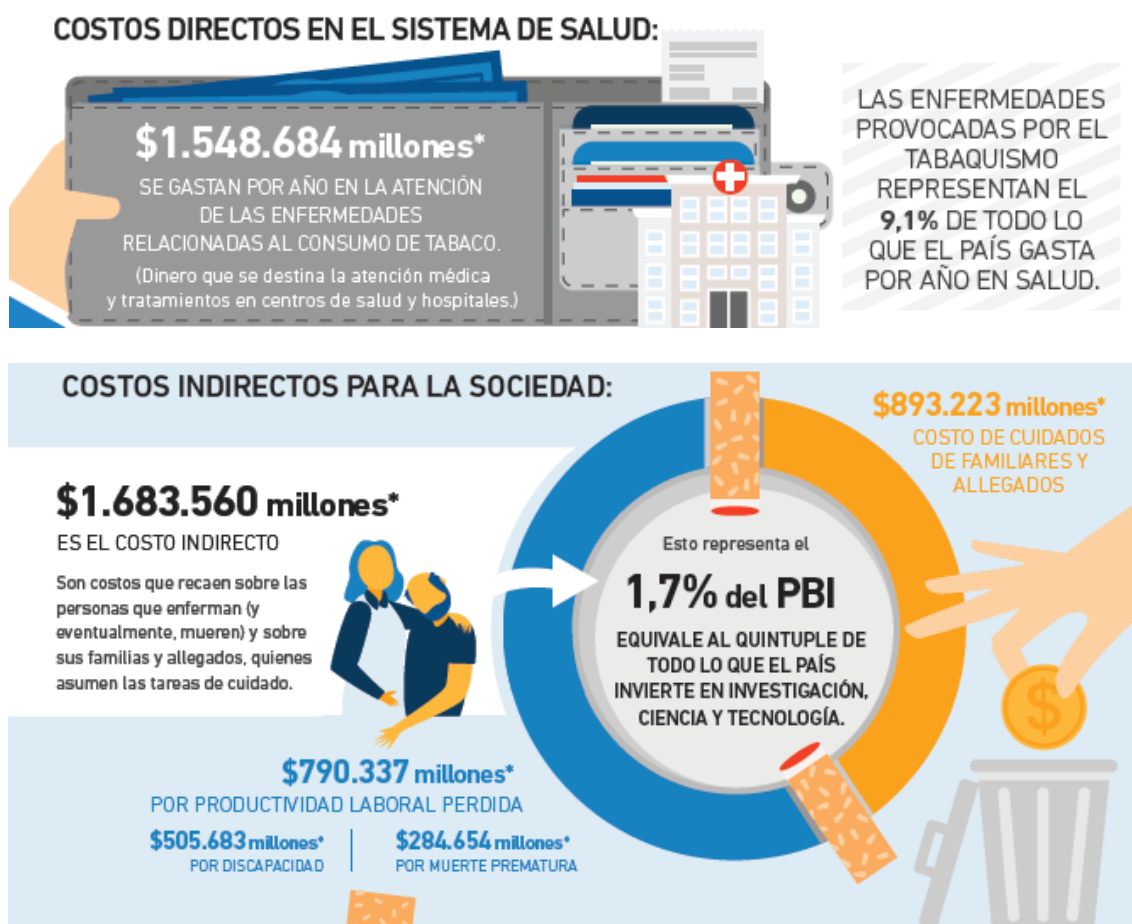 COSTOS DIRECTOS EN EL SISTEMA DE SALUD:
$1.548.684 millones*
SE GASTAN POR AÑO EN LA ATENCIÓN
DE LAS ENFERMEDADES
RELACIONADAS AL CONSUMO DE TABACO.
(Dinero que se destina la atención médica
y tratamientos en centros de salud y hospitales.)
LAS ENFERMEDADES
PROVOCADAS POR EL
TABAQUISMO
REPRESENTAN EL
9,1% DE TODO LO
QUE EL PAÍS GASTA
POR AÑO EN SALUD.
COSTOS INDIRECTOS PARA LA SOCIEDAD:
$1.683.560 millones*
ES EL COSTO INDIRECTO
Son costos que recaen sobre las
personas que enferman (y
eventualmente, mueren) y sobre
sus familias y allegados, quienes
asumen las tareas de cuidado.
Esto representa el
1,7% del PBI
EQUIVALE AL QUINTUPLE DE
TODO LO QUE EL PAÍS
INVIERTE EN INVESTIGACIÓN,
CIENCIA Y TECNOLOGÍA.
$893.223 millones*
COSTO DE CUIDADOS
DE FAMILIARES Y
ALLEGADOS
$
$790.337 millones*
POR PRODUCTIVIDAD LABORAL PERDIDA
$505.683 millones*
POR DISCAPACIDAD
$284.654 millones*
POR MUERTE PREMATURA